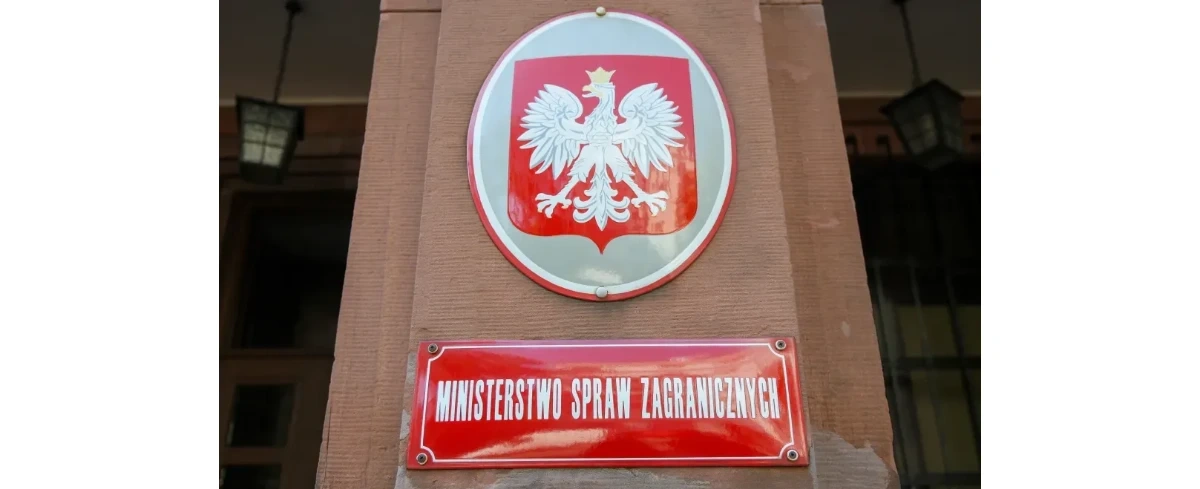 MINISTERSTWO SPRAW ZAGRANICZNYCH